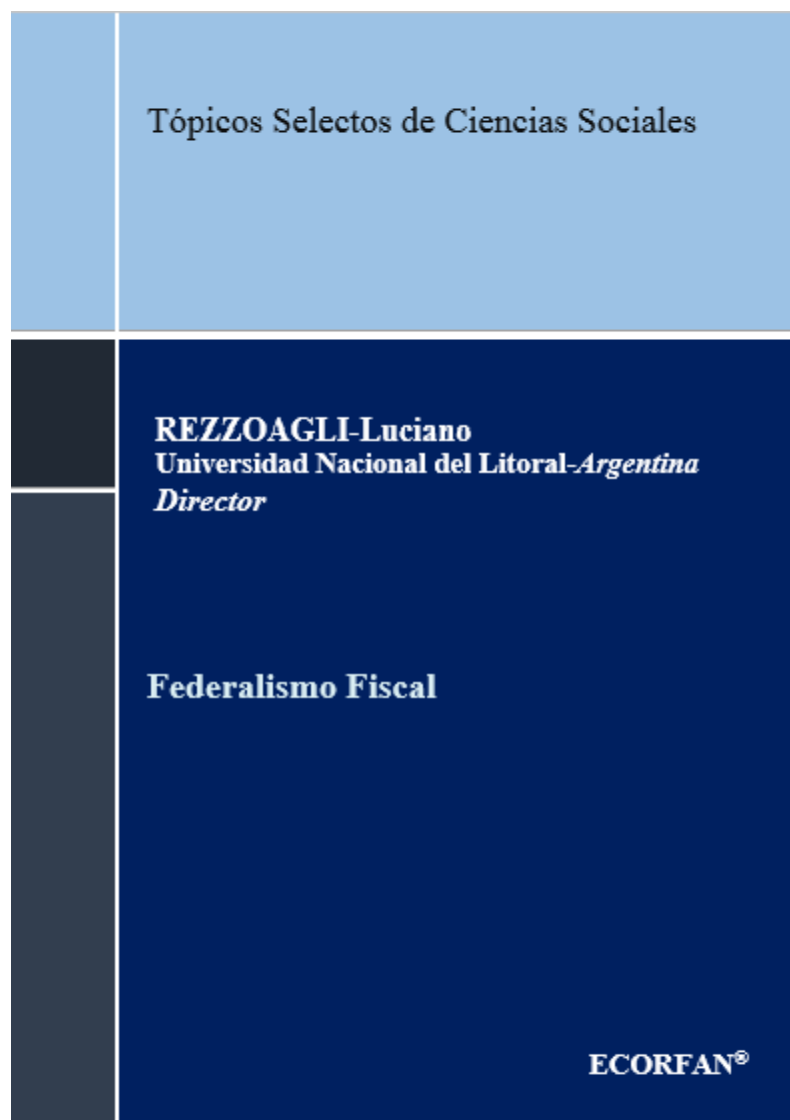 Tópicos Selectos de Ciencias Sociales
REZZOAGLI-Luciano
Universidad Nacional del Litoral-Argentina
Director
Federalismo Fiscal
ECORFAN®